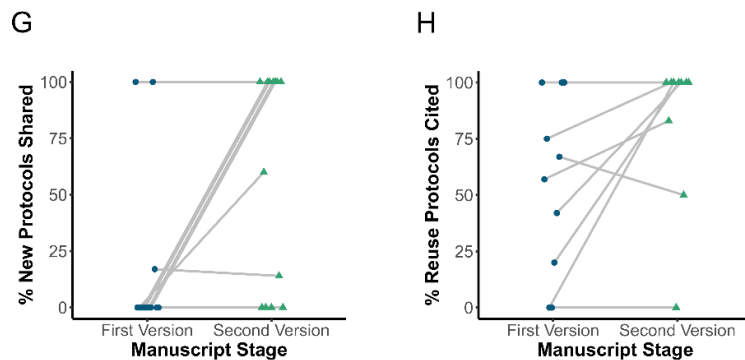 G
% New Protocols Shared
100
75
50
25
0
First Version Second Version
Manuscript Stage
H
% Reuse Protocols Cited
100
75
50
25
0
First Version Second Version
Manuscript Stage